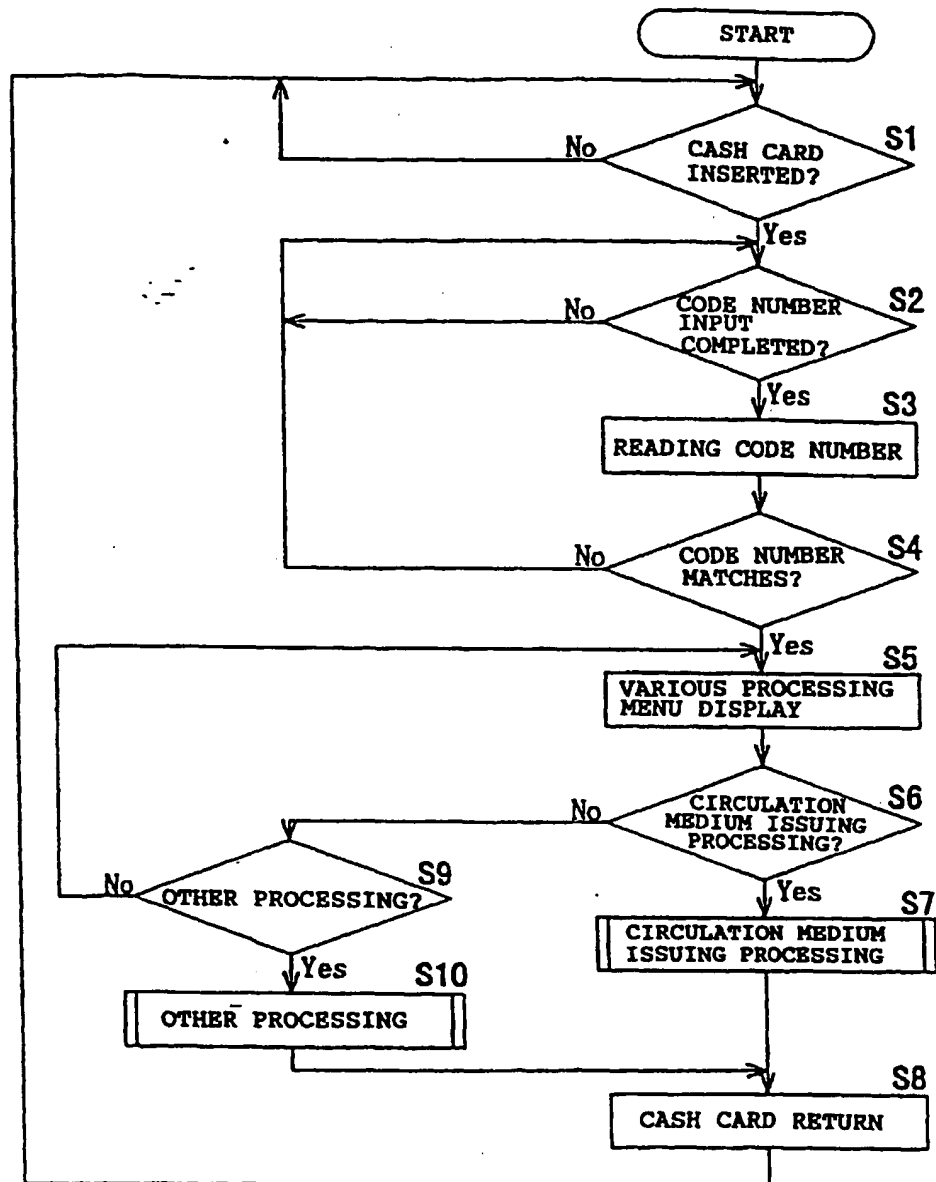 START
S1
No
CASH CARD
INSERTED?
Yes
S2
No
CODE NUMBER
INPUT
COMPLETED?
Yes
S3
READING CODE NUMBER
S4
No
CODE NUMBER
MATCHES?
Yes
S5
VARIOUS PROCESSING
MENU DISPLAY
S6
No
CIRCULATION
MEDIUM ISSUING
PROCESSING?
S9
No
OTHER PROCESSING?
Yes
S7
CIRCULATION MEDIUM
ISSUING PROCESSING
Yes
S10
OTHER PROCESSING
S8
CASH CARD RETURN